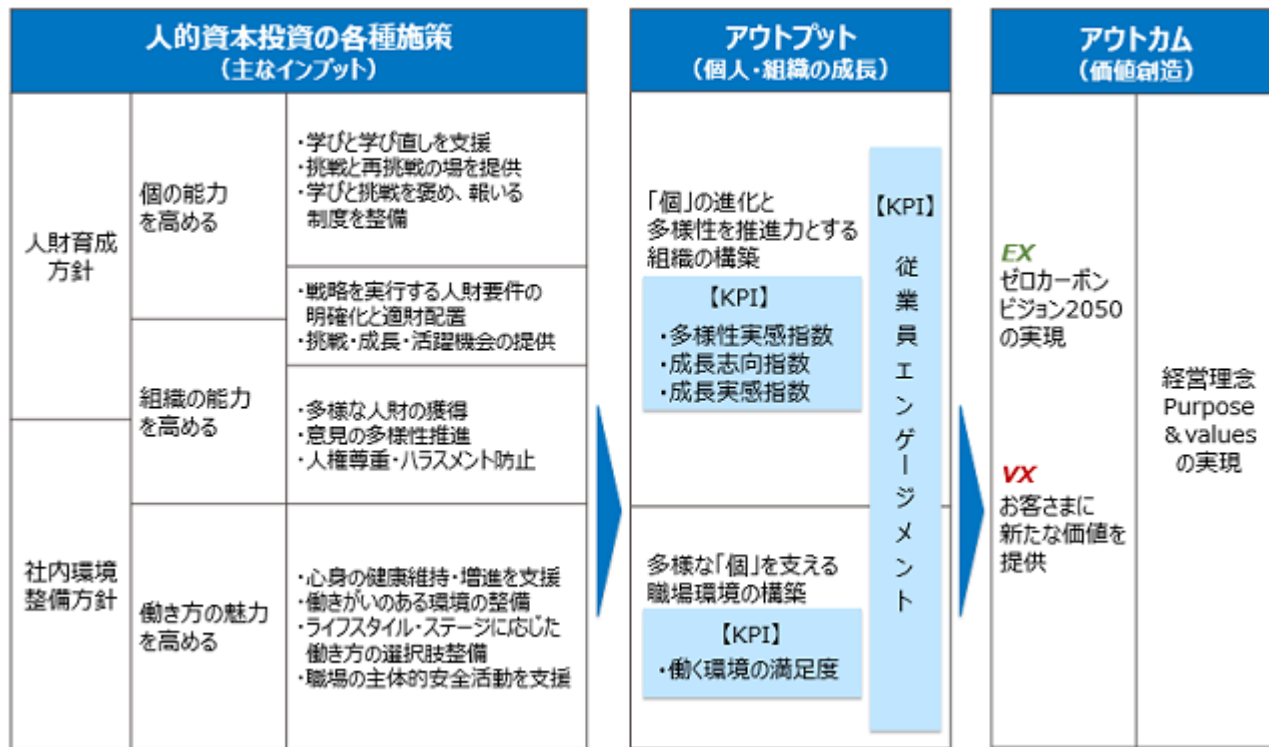 人的資本投資の各種施策
（主なインプット）
アウトプット
（個人・組織の成長）
アウトカム
（価値創造）
人財育成
方針
社内環境
整備方針
個の能力
を高める
組織の能力
を高める
働き方の魅力
を高める
・学びと学び直しを支援
・挑戦と再挑戦の場を提供
・学びと挑戦を褒め、報いる
制度を整備
・戦略を実行する人財要件の
明確化と適財配置
・挑戦・成長・活躍機会の提供
・多様な人財の獲得
・意見の多様性推進
・人権尊重・ハラスメント防止
・心身の健康維持・増進を支援
・働きがいのある環境の整備
・ライフスタイル・ステージに応じた
働き方の選択肢整備
・職場の主体的安全活動を支援
「個」の進化と
多様性を推進力とする
組織の構築
【KPI】
・多様性実感指数
・成長志向指数
・成長実感指数
多様な「個」を支える
職場環境の構築
【KPI】
・働く環境の満足度
【KPI】
従業員エンゲージメント
EX
ゼロカーボン
ビジョン2050
の実現
VX
お客さまに
新たな価値を
提供
経営理念
Purpose
＆values
の実現